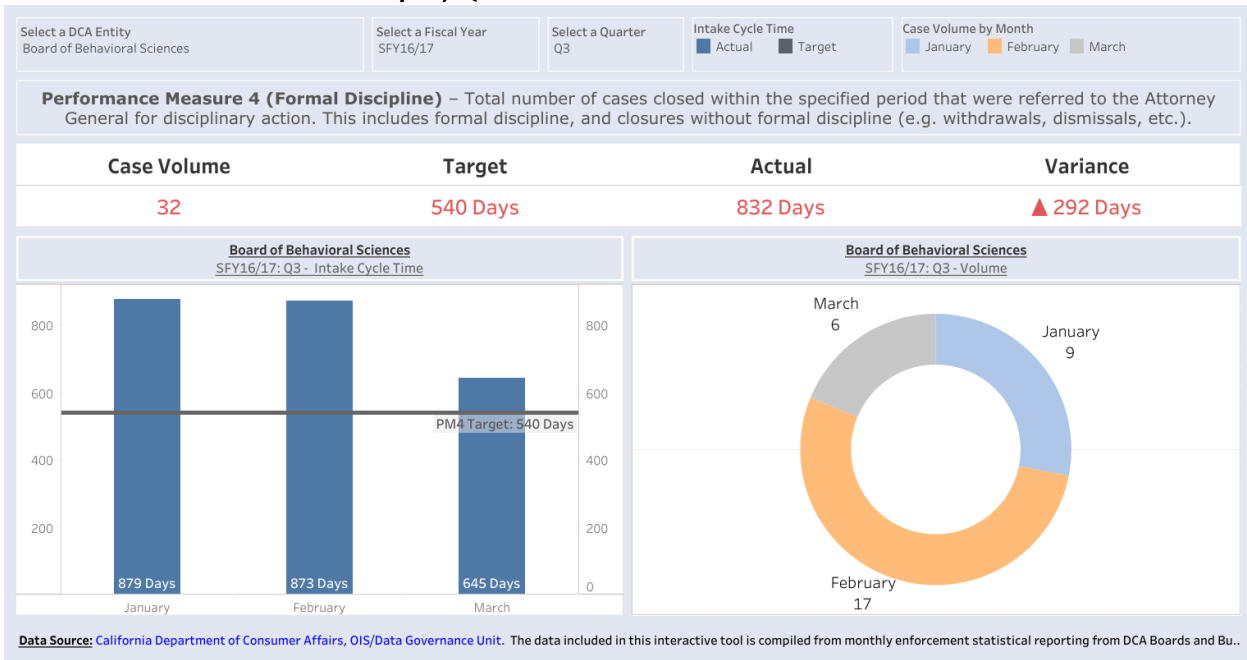 Select a DCA Entity
Board of Behavioral Sciences
Select a Fiscal Year
SFY16/17
Select a Quarter
Q3
Intake Cycle Time
Actual
Target
Case Volume by Month
January
February
March
Performance Measure 4 (Formal Discipline) – Total number of cases closed within the specified period that were referred to the Attorney
General for disciplinary action. This includes formal discipline, and closures without formal discipline (e.g. withdrawals, dismissals, etc.).
Case Volume
Target
Actual
Variance
32
540 Days
832 Days
▲ 292 Days
Board of Behavioral Sciences
SFY16/17: Q3 - Intake Cycle Time
800
600
400
200
800
600
400
200
0
PM4 Target: 540 Days
879 Days
873 Days
645 Days
January
February
March
Board of Behavioral Sciences
SFY16/17: Q3 - Volume
March
6
January
9
February
17
Data Source: California Department of Consumer Affairs, OIS/Data Governance Unit. The data included in this interactive tool is compiled from monthly enforcement statistical reporting from DCA Boards and Bu..